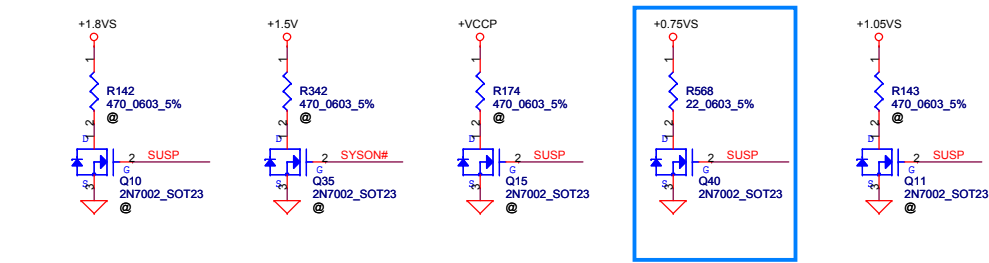 +1.8VS
1
R142
470_0603_5%
@
2
D
2
SUSP
G
S
3
Q10
2N7002_SOT23
@
+1.5V
1
R342
470_0603_5%
@
2
D
2
SYSON#
G
S
3
Q35
2N7002_SOT23
@
+VCCP
1
R174
470_0603_5%
@
2
D
2
SUSP
G
S
3
Q15
2N7002_SOT23
@
+0.75VS
1
R568
22_0603_5%
2
D
2
SUSP
G
S
3
Q40
2N7002_SOT23
+1.05VS
1
R143
470_0603_5%
@
2
D
2
SUSP
G
S
3
Q11
2N7002_SOT23
@